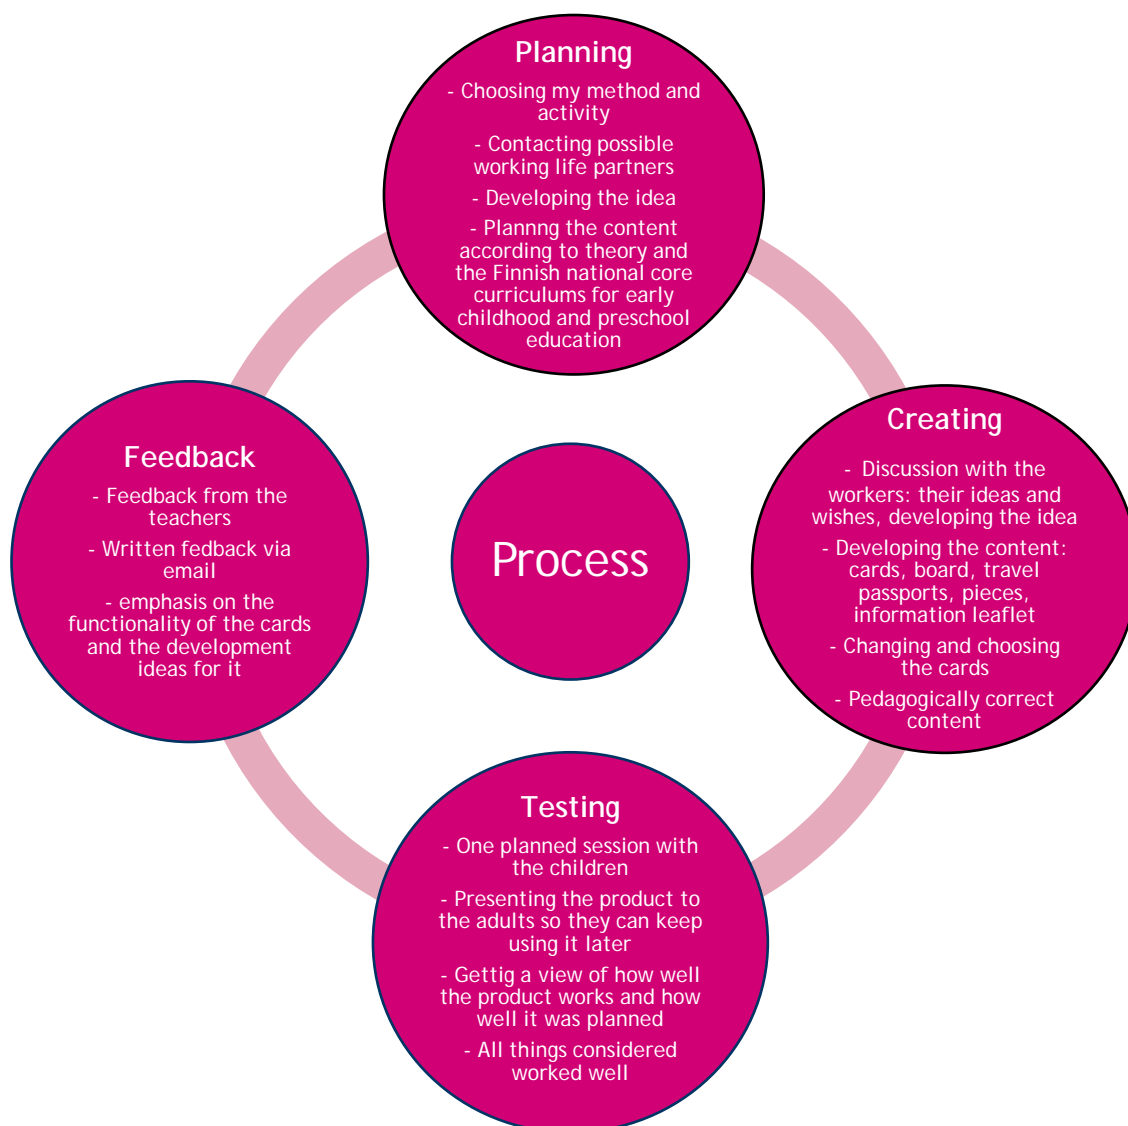 Planning
- Choosing my method and
activity
- Contacting possible
working life partners
- Developing the idea
- Plannng the content
according to theory and
the Finnish national core
curriculums for early
childhood and preschool
education
Creating
- Discussion with the
workers: their ideas and
wishes, developing the idea
- Developing the content:
cards, board, travel
passports, pieces,
information leaflet
- Changing and choosing
the cards
- Pedagogically correct
content
Testing
- One planned session with
the children
- Presenting the product to
the adults so they can keep
using it later
- Gettig a view of how well
the product works and how
well it was planned
- All things considered
worked well
Feedback
- Feedback from the
teachers
- Written fedback via
email
- emphasis on the
functionality of the cards
and the development
ideas for it
Process